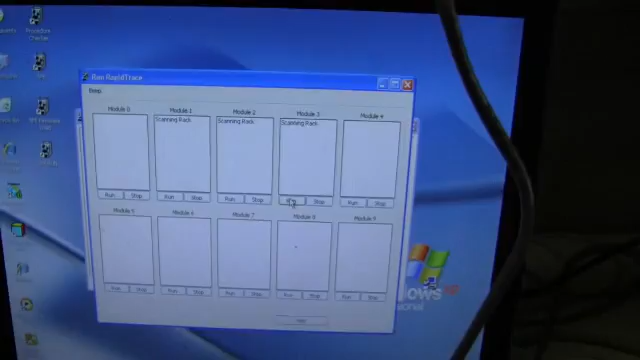 Procedure
Run RapidTrace
Module 0
Module 1
Module 2
Module 3
Module 4
Scanning Rack
Scanning Rack
Scanning Rack
Run Stop
Run Stop
Run Stop
Stop
Run Stop
Module 5
Module 6
Module 7
Module 8
Module 9
Run Stop
Run Stop
Run Stop
Run Stop
Run Stop